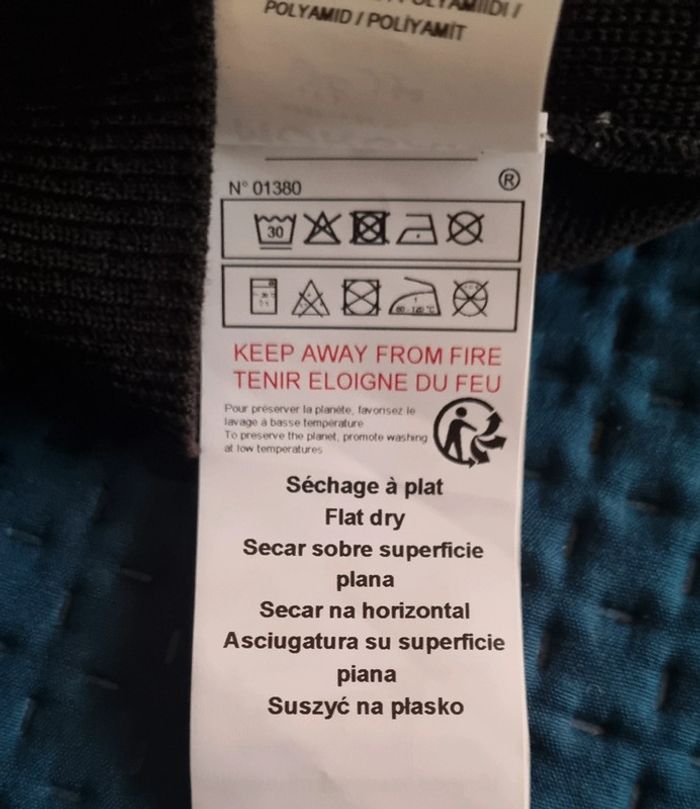 POLYAMID / POLİYAMİT
N° 01380
®
30
KEEP AWAY FROM FIRE
TENIR ELOIGNE DU FEU
Pour préserver la planète, favorisez le
lavage à basse température
To preserve the planet, promote washing
at low temperatures
Séchage à plat
Flat dry
Secar sobre superficie
plana
Secar na horizontal
Asciugatura su superficie
piana
Suszyć na płasko